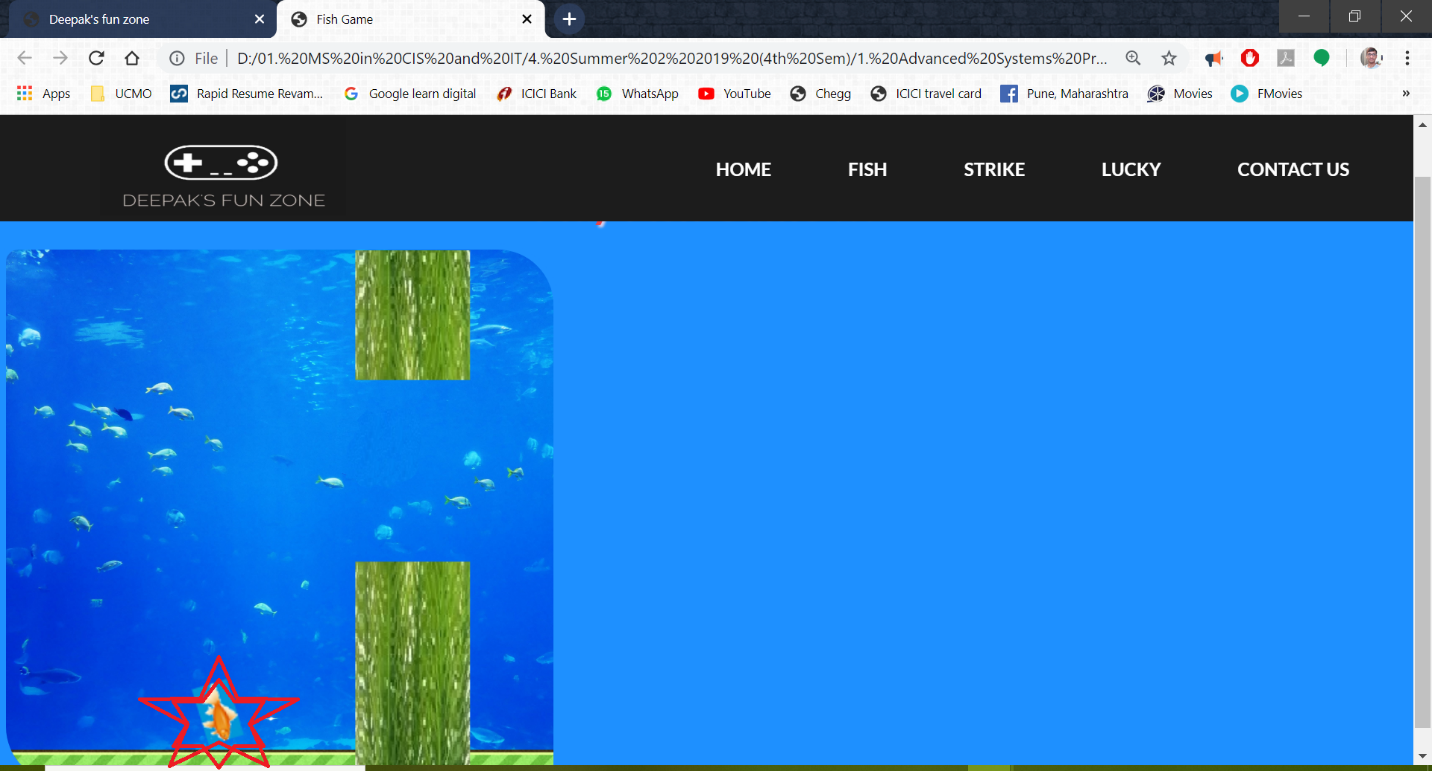 Deepak's fun zone
Fish Game
File
D:/01.%20MS%20in%20CIS%20and%20IT/4.%20Summer%202%202019%20(4th%20Sem)/1.%20Advanced%20Systems%20Pr...
Apps
UCMO
Rapid Resume Revam...
Google learn digital
ICICI Bank
WhatsApp
YouTube
Chegg
ICICI travel card
Pune, Maharashtra
Movies
FMovies
»
DEEPAK'S FUN ZONE
HOME
FISH
STRIKE
LUCKY
CONTACT US